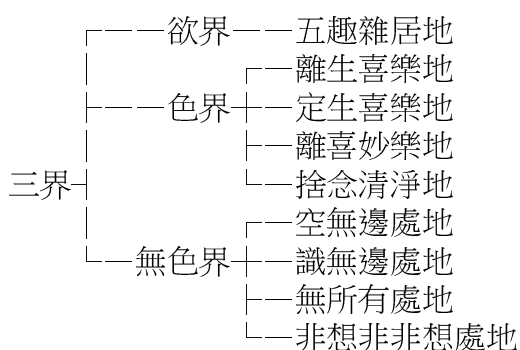 欲界 五趣雜居地
離生喜樂地
色界 定生喜樂地
離喜妙樂地
三界
捨念清淨地
空無邊處地
無色界 識無邊處地
無所有處地
非想非非想處地